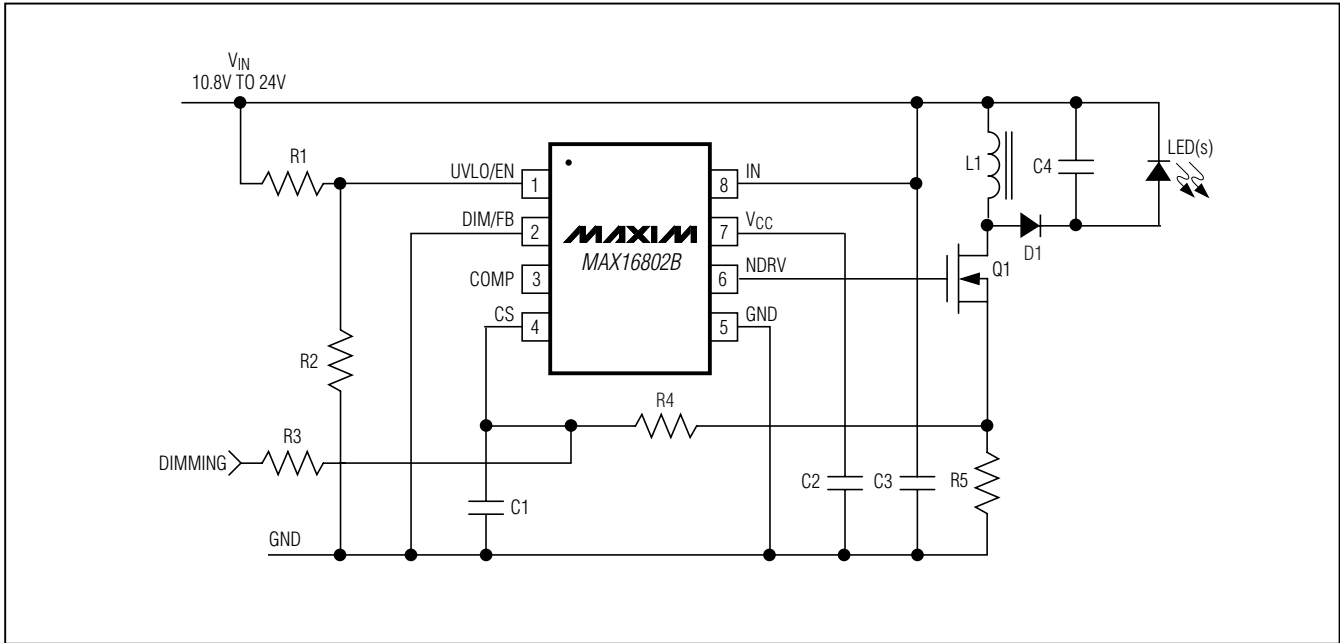 VIN
10.8V TO 24V
R1
UVLO/EN
1
DIM/FB
2
COMP
3
CS
4
MAXIM
MAX16802B
IN
8
VCC
7
NDRV
6
GND
5
L1
C4
LED(s)
D1
Q1
R2
R4
R3
DIMMING
C1
C2
C3
R5
GND